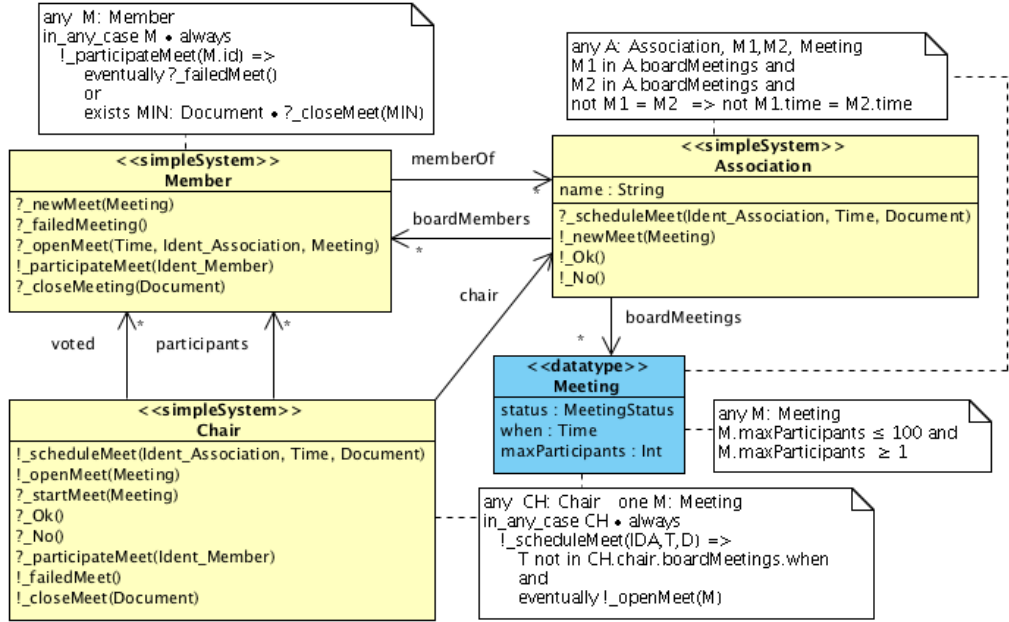 any M: Member
in_any_case M • always
!_participateMeet(M.id) =>
eventually ?_failedMeet()
or
exists MIN: Document • ?_closeMeet(MIN)
any A: Association, M1,M2, Meeting
M1 in A.boardMeetings and
M2 in A.boardMeetings and
not M1 = M2 => not M1.time = M2.time
<<simpleSystem>>
Member
?_newMeet(Meeting)
?_failedMeeting()
?_openMeet(Time, Ident_Association, Meeting)
!_participateMeet(Ident_Member)
?_closeMeeting(Document)
memberOf
*
boardMembers
*
<<simpleSystem>>
Association
name : String
?_scheduleMeet(Ident_Association, Time, Document)
!_newMeet(Meeting)
!_Ok()
!_No()
chair
voted
*
participants
*
boardMeetings
*
<<datatype>>
Meeting
status : MeetingStatus
when : Time
maxParticipants : Int
any M: Meeting
M.maxParticipants ≤ 100 and
M.maxParticipants ≥ 1
<<simpleSystem>>
Chair
!_scheduleMeet(Ident_Association, Time, Document)
!_openMeet(Meeting)
?_startMeet(Meeting)
?_Ok()
?_No()
?_participateMeet(Ident_Member)
!_failedMeet()
!_closeMeet(Document)
any CH: Chair one M: Meeting
in_any_case CH • always
!_scheduleMeet(IDA,T,D) =>
T not in CH.chair.boardMeetings.when
and
eventually !_openMeet(M)